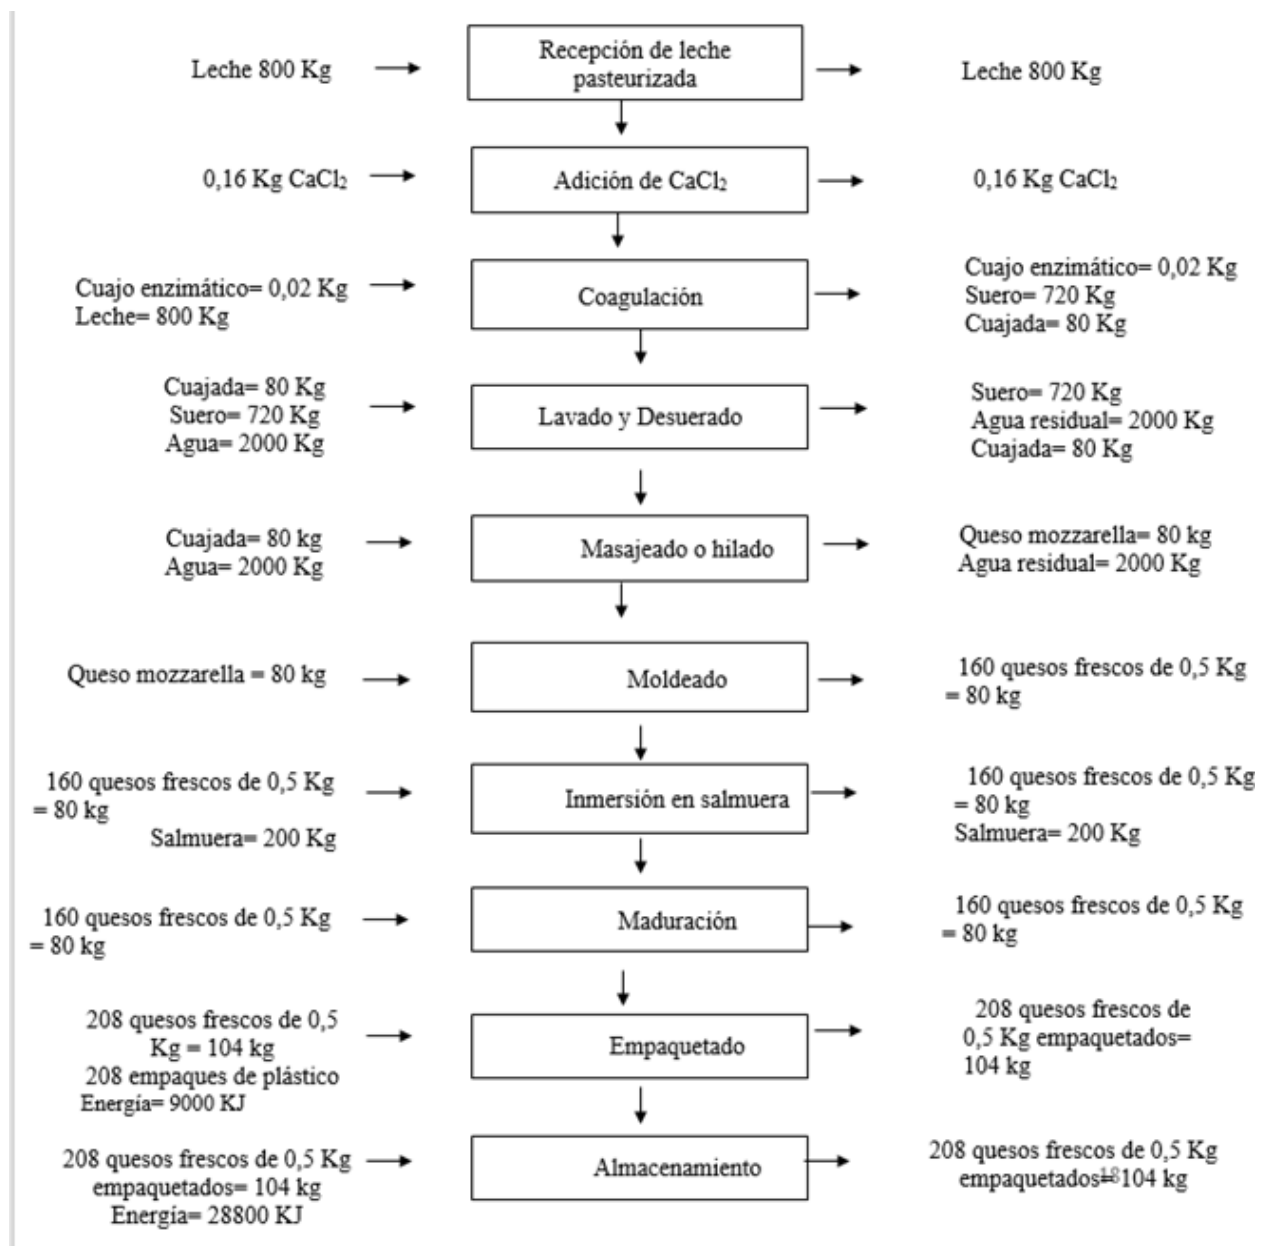 Leche 800 Kg
Recepción de leche
pasteurizada
Leche 800 Kg
0,16 Kg CaCl₂
Adición de CaCl₂
0,16 Kg CaCl₂
Cuajo enzimático= 0,02 Kg
Leche= 800 Kg
Coagulación
Cuajo enzimático= 0,02 Kg
Suero= 720 Kg
Cuajada= 80 Kg
Cuajada= 80 Kg
Suero= 720 Kg
Agua= 2000 Kg
Lavado y Desuerado
Suero= 720 Kg
Agua residual= 2000 Kg
Cuajada= 80 Kg
Cuajada= 80 kg
Agua= 2000 Kg
Masajeado o hilado
Queso mozzarella= 80 kg
Agua residual= 2000 Kg
Queso mozzarella = 80 kg
Moldeado
160 quesos frescos de 0,5 Kg
= 80 kg
160 quesos frescos de 0,5 Kg
= 80 kg
Salmuera= 200 Kg
Inmersión en salmuera
160 quesos frescos de 0,5 Kg
= 80 kg
Salmuera= 200 Kg
160 quesos frescos de 0,5 Kg
= 80 kg
Maduración
160 quesos frescos de 0,5 Kg
= 80 kg
208 quesos frescos de 0,5
Kg = 104 kg
208 empaques de plástico
Energía= 9000 KJ
Empaquetado
208 quesos frescos de
0,5 Kg empaquetados=
104 kg
208 quesos frescos de 0,5 Kg
empaquetados= 104 kg
Energía= 28800 KJ
Almacenamiento
208 quesos frescos de 0,5 Kg
empaquetados= 104 kg
18